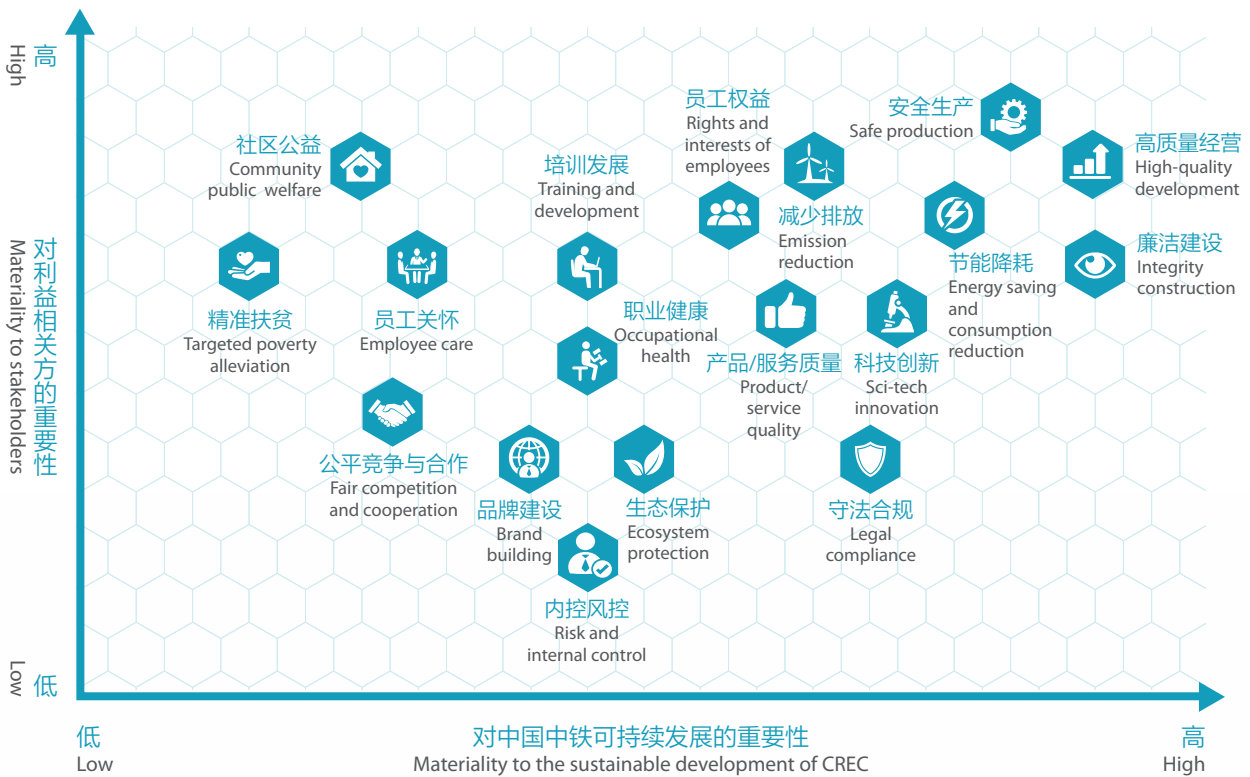 高
High
员工权益
Rights and
interests of
employees
安全生产
Safe production
社区公益
Community
public welfare
高质量经营
High-quality
development
培训发展
Training and
development
减少排放
Emission
reduction
廉洁建设
Integrity
construction
节能降耗
Energy saving
and
consumption
reduction
对利益相关方的重要性
Materiality to stakeholders
精准扶贫
Targeted poverty
alleviation
员工关怀
Employee care
职业健康
Occupational
health
产品/服务质量
Product/
service
quality
科技创新
Sci-tech
innovation
公平竞争与合作
Fair competition
and cooperation
品牌建设
Brand
building
生态保护
Ecosystem
protection
守法合规
Legal
compliance
内控风控
Risk and
internal control
低
Low
低
Low
对中国中铁可持续发展的重要性
Materiality to the sustainable development of CREC
高
High